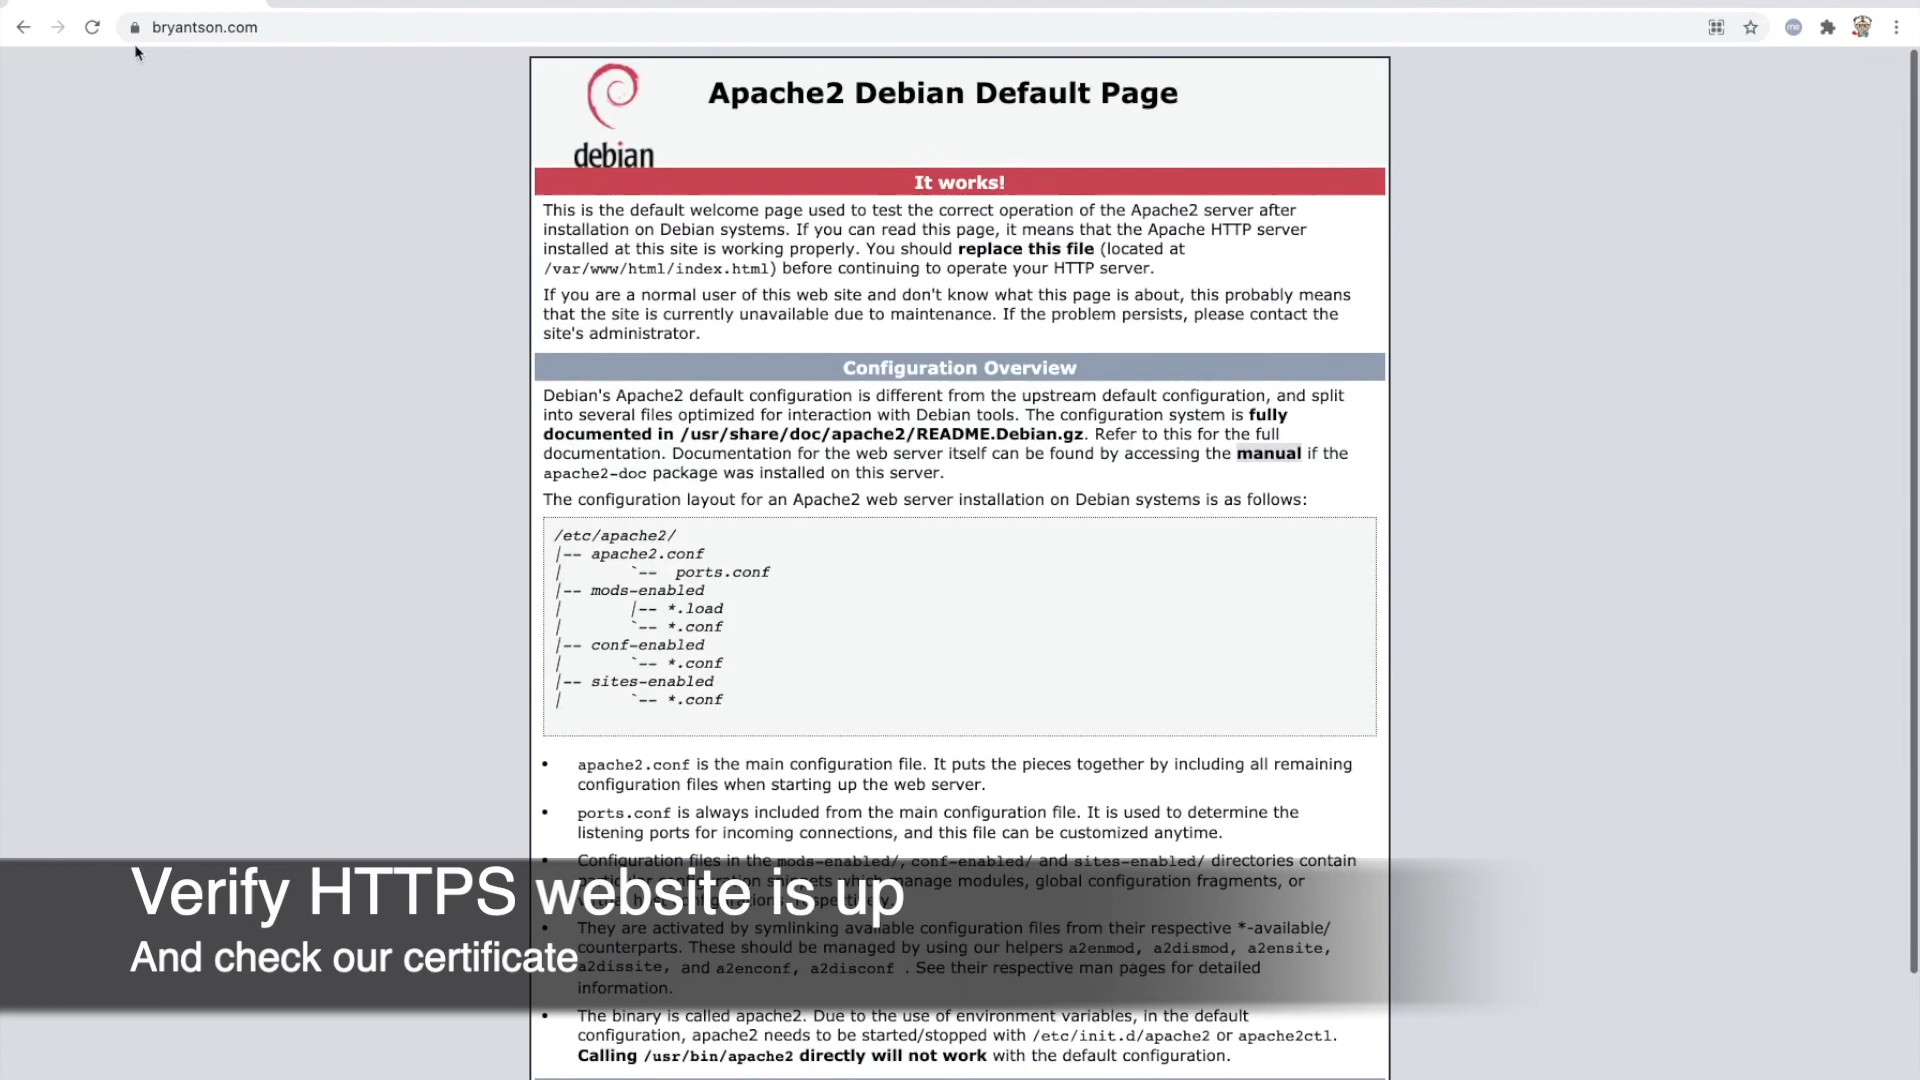 bryantson.com
debian
Apache2 Debian Default Page
It works!
This is the default welcome page used to test the correct operation of the Apache2 server after
installation on Debian systems. If you can read this page, it means that the Apache HTTP server
installed at this site is working properly. You should replace this file (located at
/var/www/html/index.html) before continuing to operate your HTTP server.
If you are a normal user of this web site and don't know what this page is about, this probably means
that the site is currently unavailable due to maintenance. If the problem persists, please contact the
site's administrator.
Configuration Overview
Debian's Apache2 default configuration is different from the upstream default configuration, and split
into several files optimized for interaction with Debian tools. The configuration system is fully
documented in /usr/share/doc/apache2/README.Debian.gz. Refer to this for the full
documentation. Documentation for the web server itself can be found by accessing the manual if the
apache2-doc package was installed on this server.
The configuration layout for an Apache2 web server installation on Debian systems is as follows:
/etc/apache2/
|-- apache2.conf
|       `--  ports.conf
|-- mods-enabled
|       |-- *.load
|       `-- *.conf
|-- conf-enabled
|       `-- *.conf
|-- sites-enabled
|       `-- *.conf
• apache2.conf is the main configuration file. It puts the pieces together by including all remaining
configuration files when starting up the web server.
• ports.conf is always included from the main configuration file. It is used to determine the
listening ports for incoming connections, and this file can be customized anytime.
• Configuration files in the mods-enabled/, conf-enabled/ and sites-enabled/ directories contain
particular configuration snippets which manage modules, global configuration fragments, or
configurations, respectively.
• They are activated by symlinking available configuration files from their respective *-available/
counterparts. These should be managed by using our helpers a2enmod, a2dismod, a2ensite,
a2dissite, and a2enconf, a2disconf . See their respective man pages for detailed
information.
• The binary is called apache2. Due to the use of environment variables, in the default
configuration, apache2 needs to be started/stopped with /etc/init.d/apache2 or apache2ctl.
Calling /usr/bin/apache2 directly will not work with the default configuration.
Verify HTTPS website is up
And check our certificate